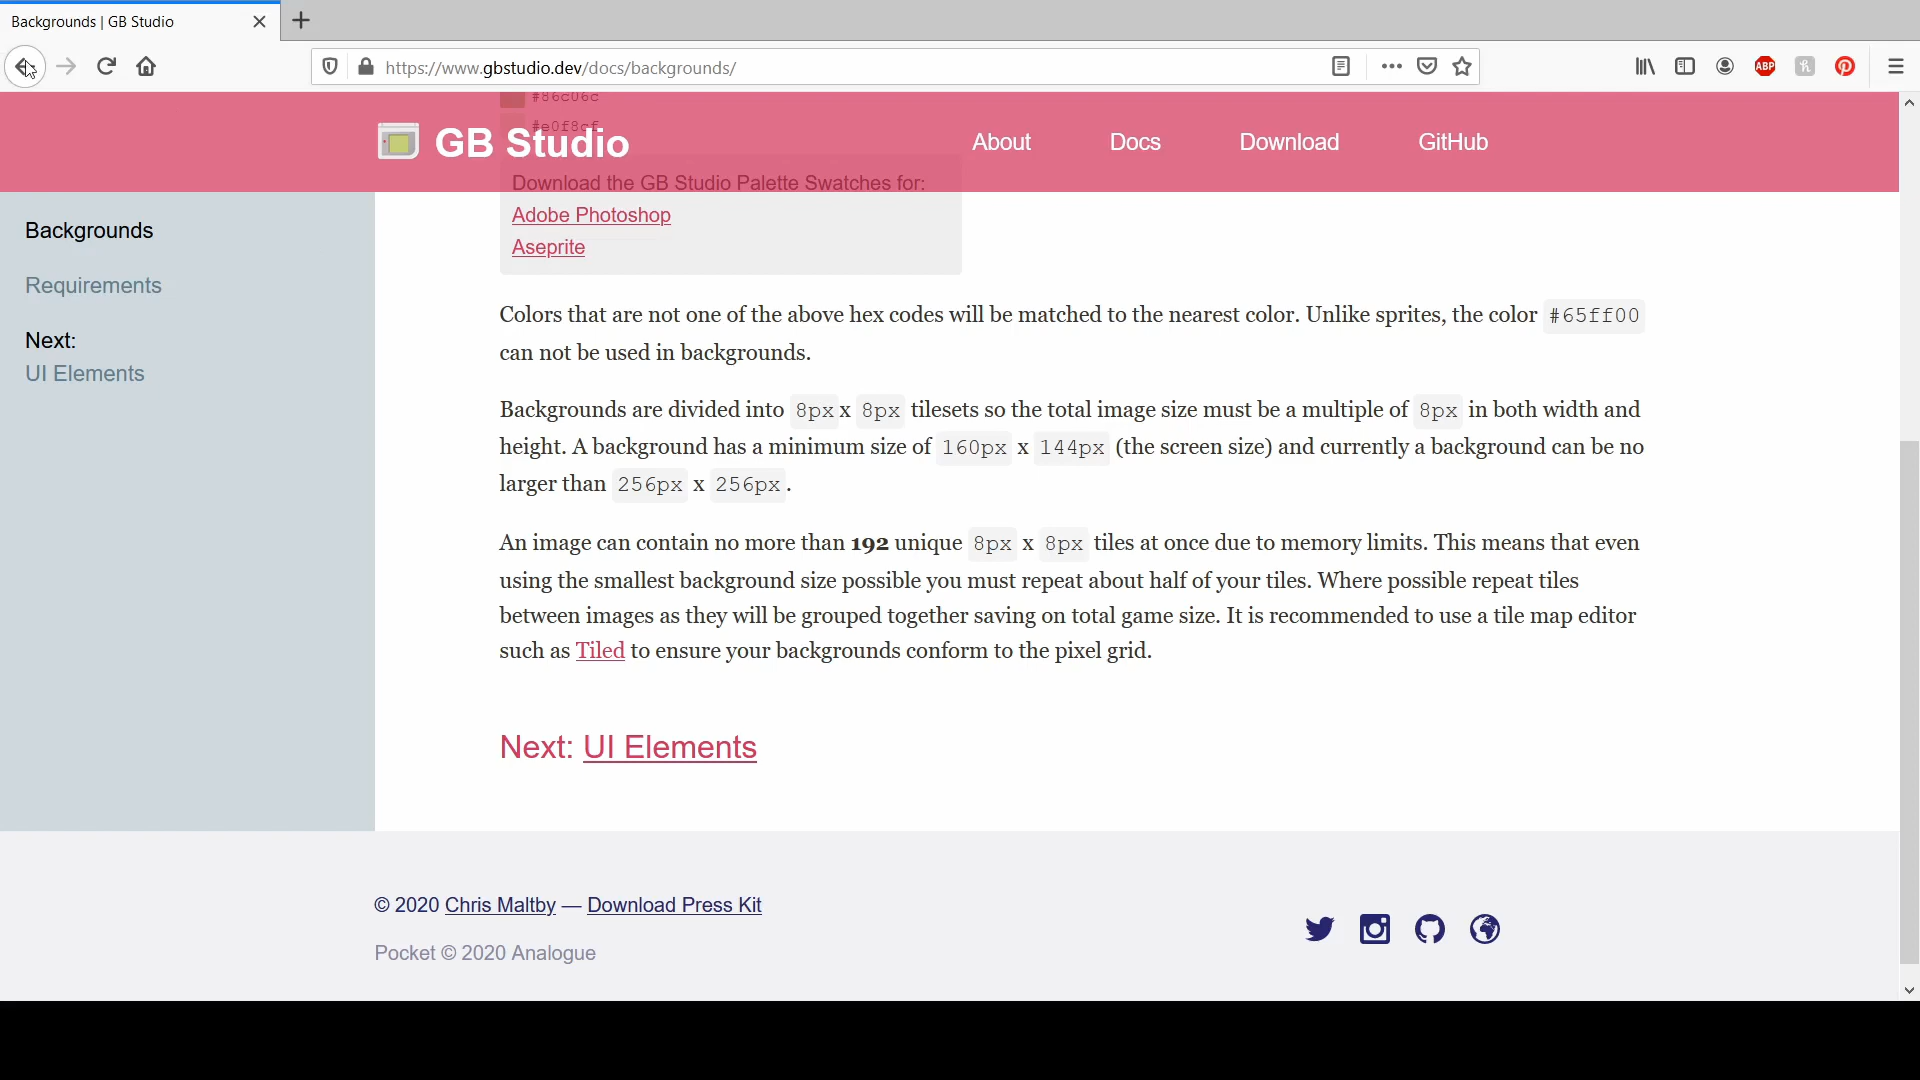 Backgrounds | GB Studio
https://www.gbstudio.dev/docs/backgrounds/
ABP
#86c06c
#e0f8cf
GB Studio
About
Docs
Download
GitHub
Download the GB Studio Palette Swatches for:
Adobe Photoshop
Aseprite
Backgrounds
Requirements
Next:
UI Elements
Colors that are not one of the above hex codes will be matched to the nearest color. Unlike sprites, the color #65ff00
can not be used in backgrounds.
Backgrounds are divided into 8px x 8px tilesets so the total image size must be a multiple of 8px in both width and
height. A background has a minimum size of 160px x 144px (the screen size) and currently a background can be no
larger than 256px x 256px.
An image can contain no more than 192 unique 8px x 8px tiles at once due to memory limits. This means that even
using the smallest background size possible you must repeat about half of your tiles. Where possible repeat tiles
between images as they will be grouped together saving on total game size. It is recommended to use a tile map editor
such as Tiled to ensure your backgrounds conform to the pixel grid.
Next: UI Elements
© 2020 Chris Maltby — Download Press Kit
Pocket © 2020 Analogue